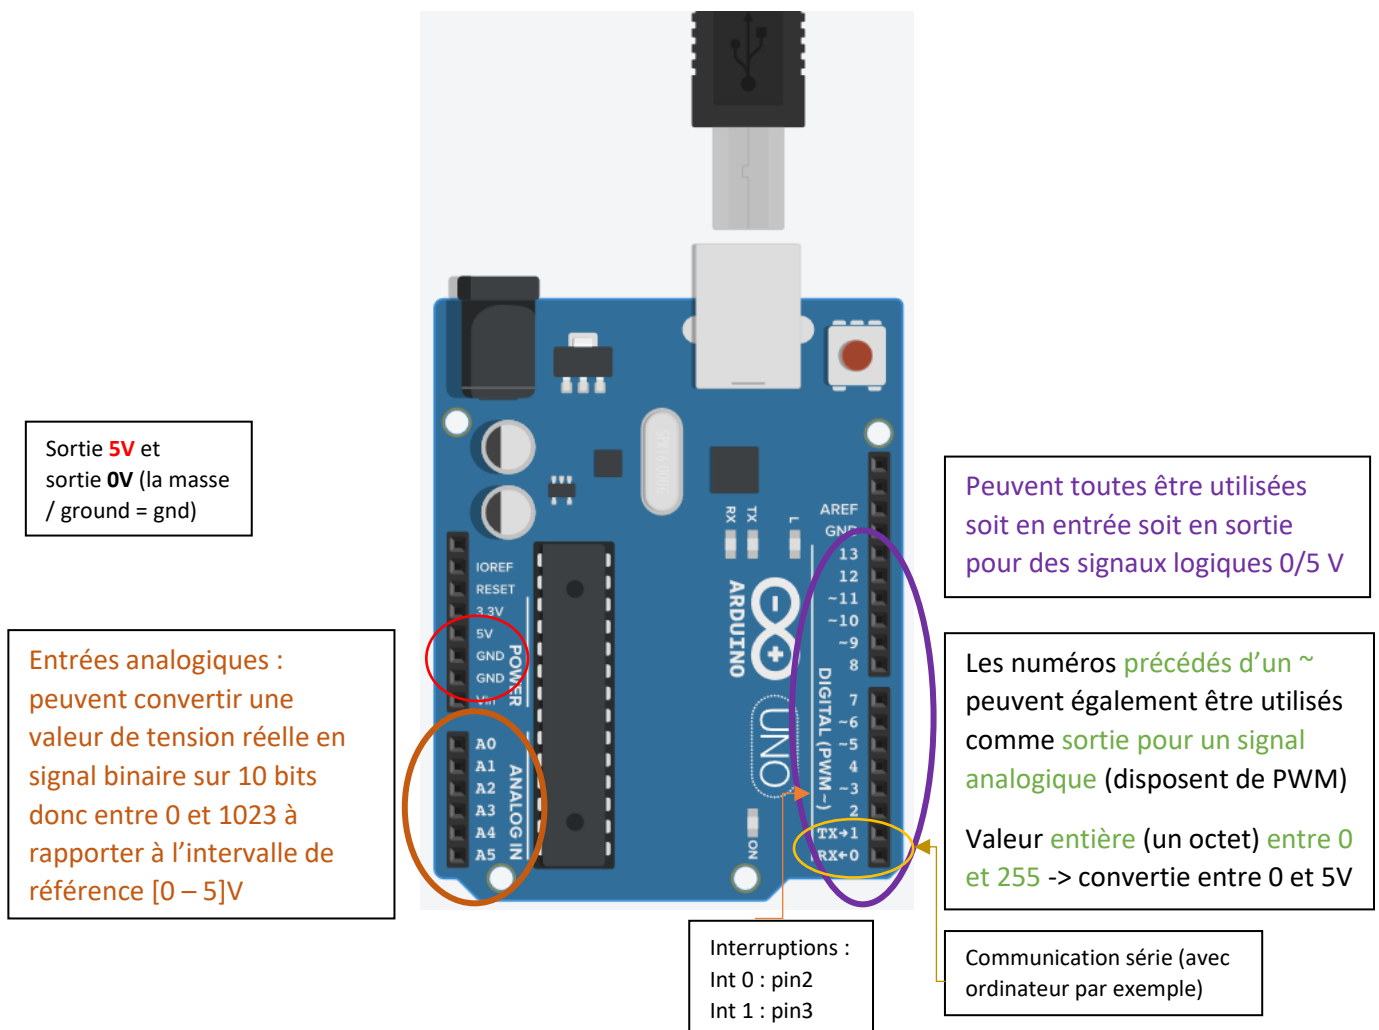 Sortie 5V et
sortie 0V (la masse
/ ground = gnd)
Entrées analogiques :
peuvent convertir une
valeur de tension réelle en
signal binaire sur 10 bits
donc entre 0 et 1023 à
rapporter à l'intervalle de
référence [0 – 5]V
SPK16.000G
RX
TX
L
IOREF
RESET
3.3V
5V
GND
GND
Vin
POWER
A0
A1
A2
A3
A4
A5
ANALOG IN
ARDUINO
UNO
ON
AREF
GND
13
12
~11
~10
~9
8
7
~6
~5
4
~3
2
TX→1
RX←0
DIGITAL (PWM~)
Peuvent toutes être utilisées
soit en entrée soit en sortie
pour des signaux logiques 0/5 V
Les numéros précédés d'un ~
peuvent également être utilisés
comme sortie pour un signal
analogique (disposent de PWM)
Valeur entière (un octet) entre 0
et 255 -> convertie entre 0 et 5V
Interruptions :
Int 0 : pin2
Int 1 : pin3
Communication série (avec
ordinateur par exemple)